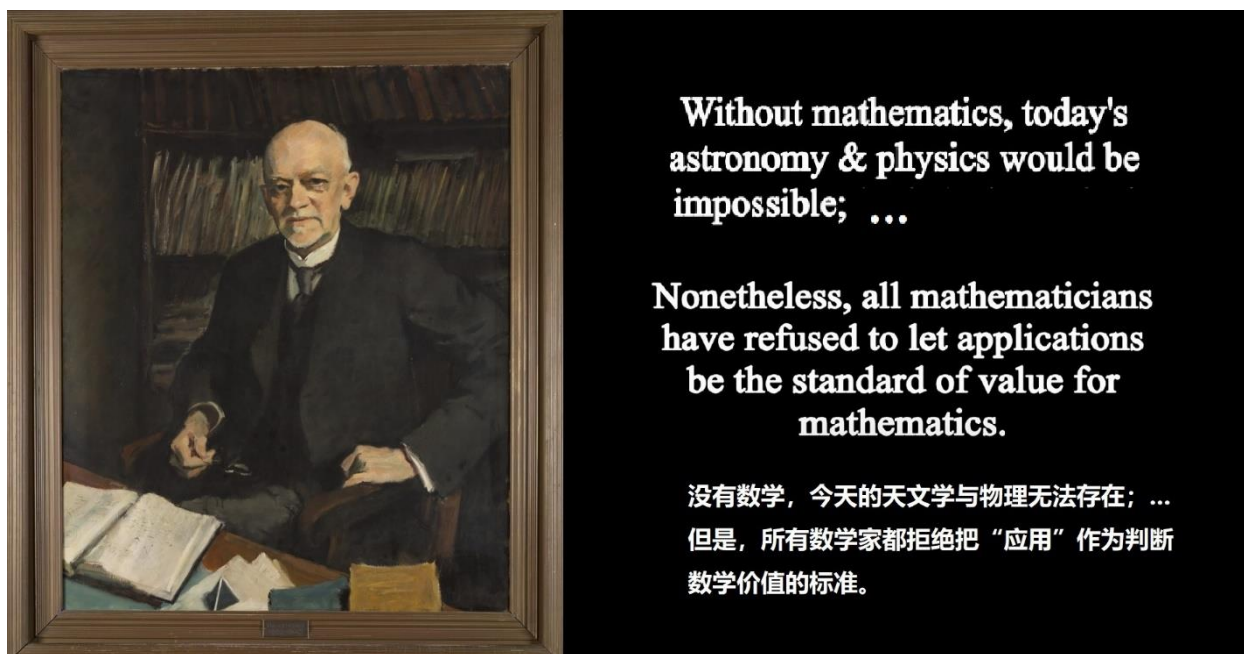 Without mathematics, today's
astronomy & physics would be
impossible; ...
Nonetheless, all mathematicians
have refused to let applications
be the standard of value for
mathematics.
没有数学，今天的天文学与物理无法存在；...
但是，所有数学家都拒绝把“应用”作为判断
数学价值的标准。